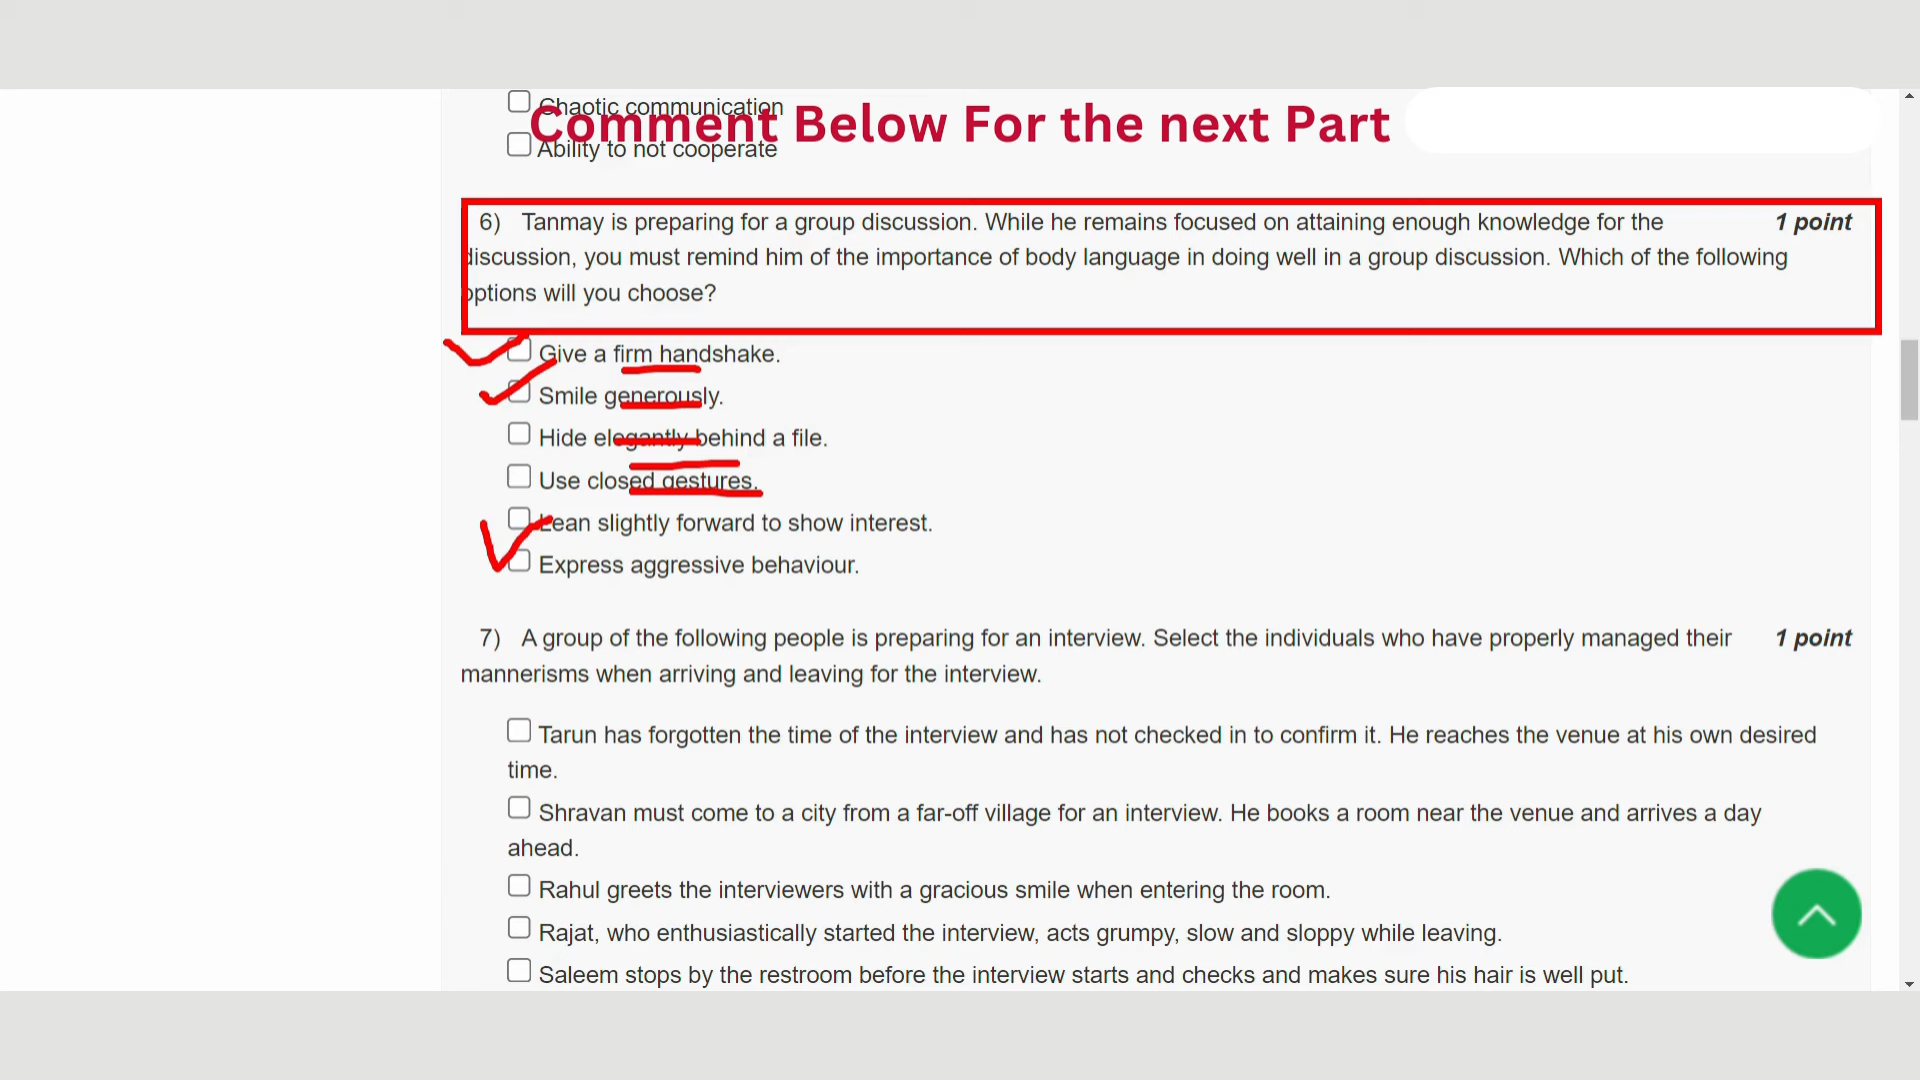 Chaotic communication
Comment Below For the next Part
Ability to not cooperate
6) Tanmay is preparing for a group discussion. While he remains focused on attaining enough knowledge for the 1 point
discussion, you must remind him of the importance of body language in doing well in a group discussion. Which of the following
options will you choose?
Give a firm handshake.
Smile generously.
Hide elegantly behind a file.
Use closed gestures.
Lean slightly forward to show interest.
Express aggressive behaviour.
7) A group of the following people is preparing for an interview. Select the individuals who have properly managed their 1 point
mannerisms when arriving and leaving for the interview.
Tarun has forgotten the time of the interview and has not checked in to confirm it. He reaches the venue at his own desired
time.
Shravan must come to a city from a far-off village for an interview. He books a room near the venue and arrives a day
ahead.
Rahul greets the interviewers with a gracious smile when entering the room.
Rajat, who enthusiastically started the interview, acts grumpy, slow and sloppy while leaving.
Saleem stops by the restroom before the interview starts and checks and makes sure his hair is well put.